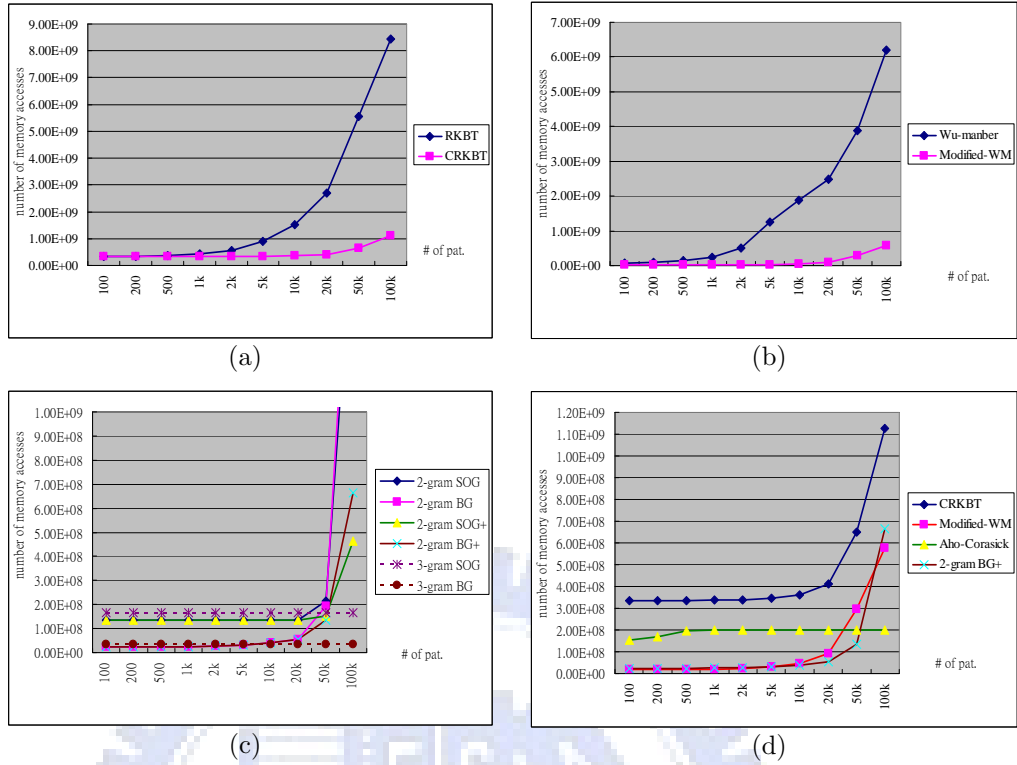 9.00E+09
8.00E+09
7.00E+09
6.00E+09
5.00E+09
4.00E+09
3.00E+09
2.00E+09
1.00E+09
0.00E+00
number of memory accesses
100
200
500
1k
2k
5k
10k
20k
50k
100k
# of pat.
RKBT
CRKBT
(a)
7.00E+09
6.00E+09
5.00E+09
4.00E+09
3.00E+09
2.00E+09
1.00E+09
0.00E+00
number of memory accesses
100
200
500
1k
2k
5k
10k
20k
50k
100k
# of pat.
Wu-manber
Modified-WM
(b)
1.00E+09
9.00E+08
8.00E+08
7.00E+08
6.00E+08
5.00E+08
4.00E+08
3.00E+08
2.00E+08
1.00E+08
0.00E+00
number of memory accesses
100
200
500
1k
2k
5k
10k
20k
50k
100k
# of pat.
2-gram SOG
2-gram BG
2-gram SOG+
2-gram BG+
3-gram SOG
3-gram BG
(c)
1.20E+09
1.10E+09
1.00E+09
9.00E+08
8.00E+08
7.00E+08
6.00E+08
5.00E+08
4.00E+08
3.00E+08
2.00E+08
1.00E+08
0.00E+00
number of memory accesses
100
200
500
1k
2k
5k
10k
20k
50k
100k
# of pat.
CRKBT
Modified-WM
Aho-Corasick
2-gram BG+
(d)